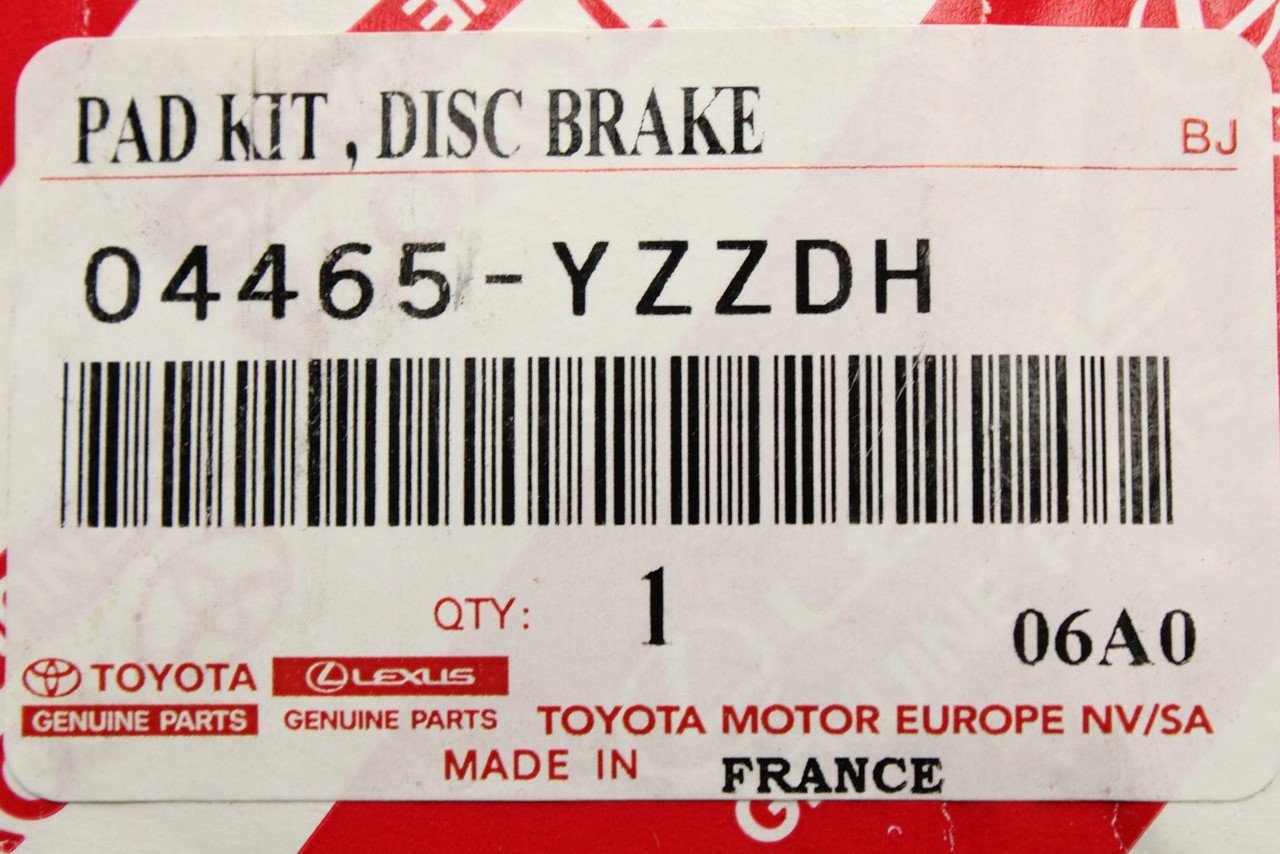 PAD KIT , DISC BRAKE
BJ
04465-YZZDH
QTY: 1
06A0
TOYOTA
GENUINE PARTS
LEXUS
GENUINE PARTS
TOYOTA MOTOR EUROPE NV/SA
MADE IN FRANCE